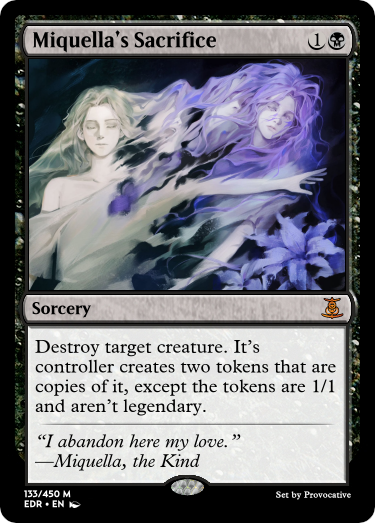 Miquella's Sacrifice 1
Sorcery
Destroy target creature. It's
controller creates two tokens that are
copies of it, except the tokens are 1/1
and aren't legendary.
“I abandon here my love.”
—Miquella, the Kind
133/450 M
EDR • EN
Set by Provocative